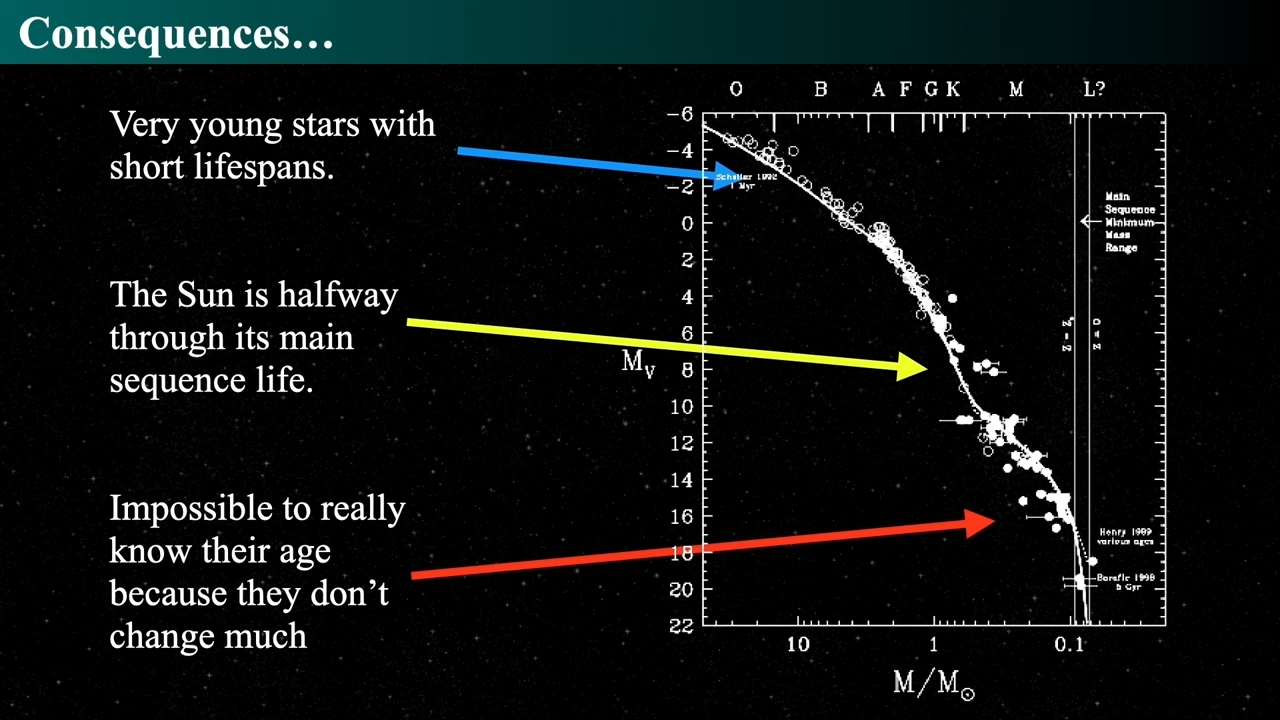 Consequences…
Very young stars with
short lifespans.
The Sun is halfway
through its main
sequence life.
Impossible to really
know their age
because they don’t
change much
O B A F G K M L?
-6
-4
-2
0
2
4
6
8
10
12
14
16
18
20
22
M_V
1 Myr
Main
Sequence
Minimum
Mass
Range
Z = 0
Henry 1989
various ages
10 1 0.1
M/M☉